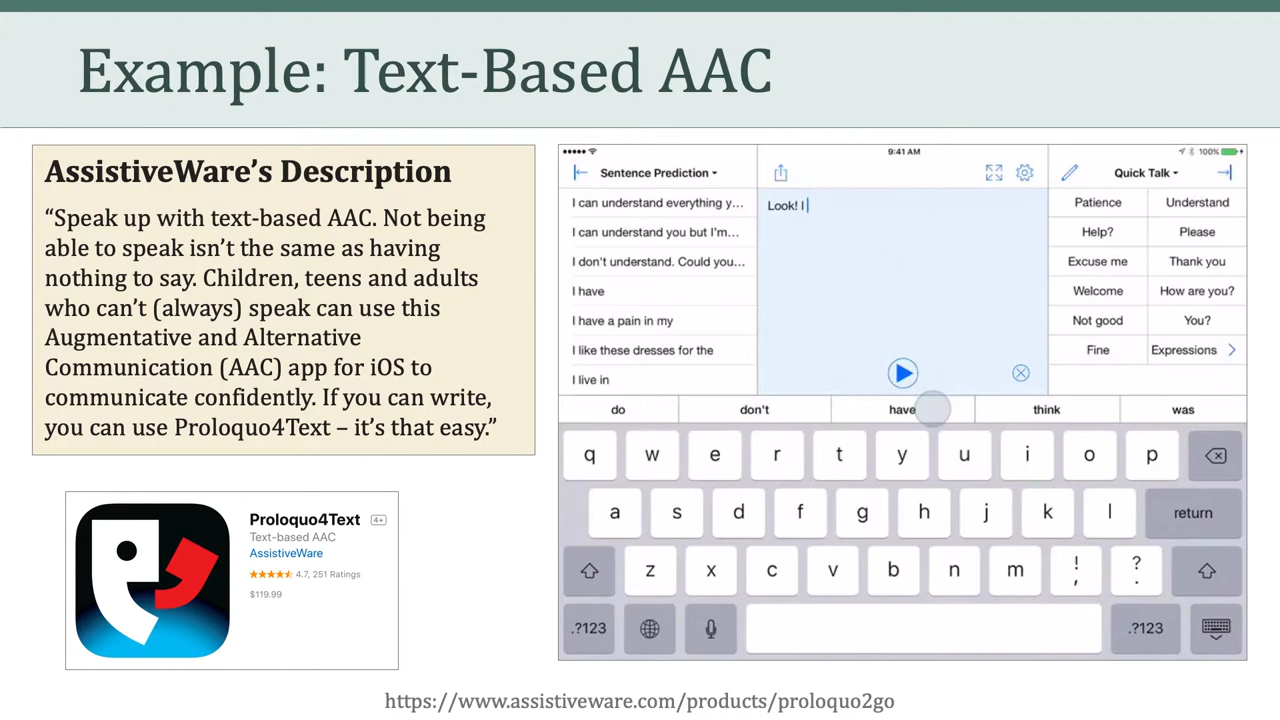 Example: Text-Based AAC
AssistiveWare’s Description
“Speak up with text-based AAC. Not being
able to speak isn’t the same as having
nothing to say. Children, teens and adults
who can’t (always) speak can use this
Augmentative and Alternative
Communication (AAC) app for iOS to
communicate confidently. If you can write,
you can use Proloquo4Text – it’s that easy.”
Proloquo4Text 4+
Text-based AAC
AssistiveWare
4.7, 251 Ratings
$119.99
9:41 AM
100%
Sentence Prediction
I can understand everything y...
I can understand you but I’m...
I don't understand. Could you...
I have
I have a pain in my
I like these dresses for the
I live in
Look! I
Quick Talk
Patience Understand
Help? Please
Excuse me Thank you
Welcome How are you?
Not good You?
Fine Expressions
do don't have think was
q w e r t y u i o p
a s d f g h j k l return
z x c v b n m ! , ? .
.?123 .?123
https://www.assistiveware.com/products/proloquo2go